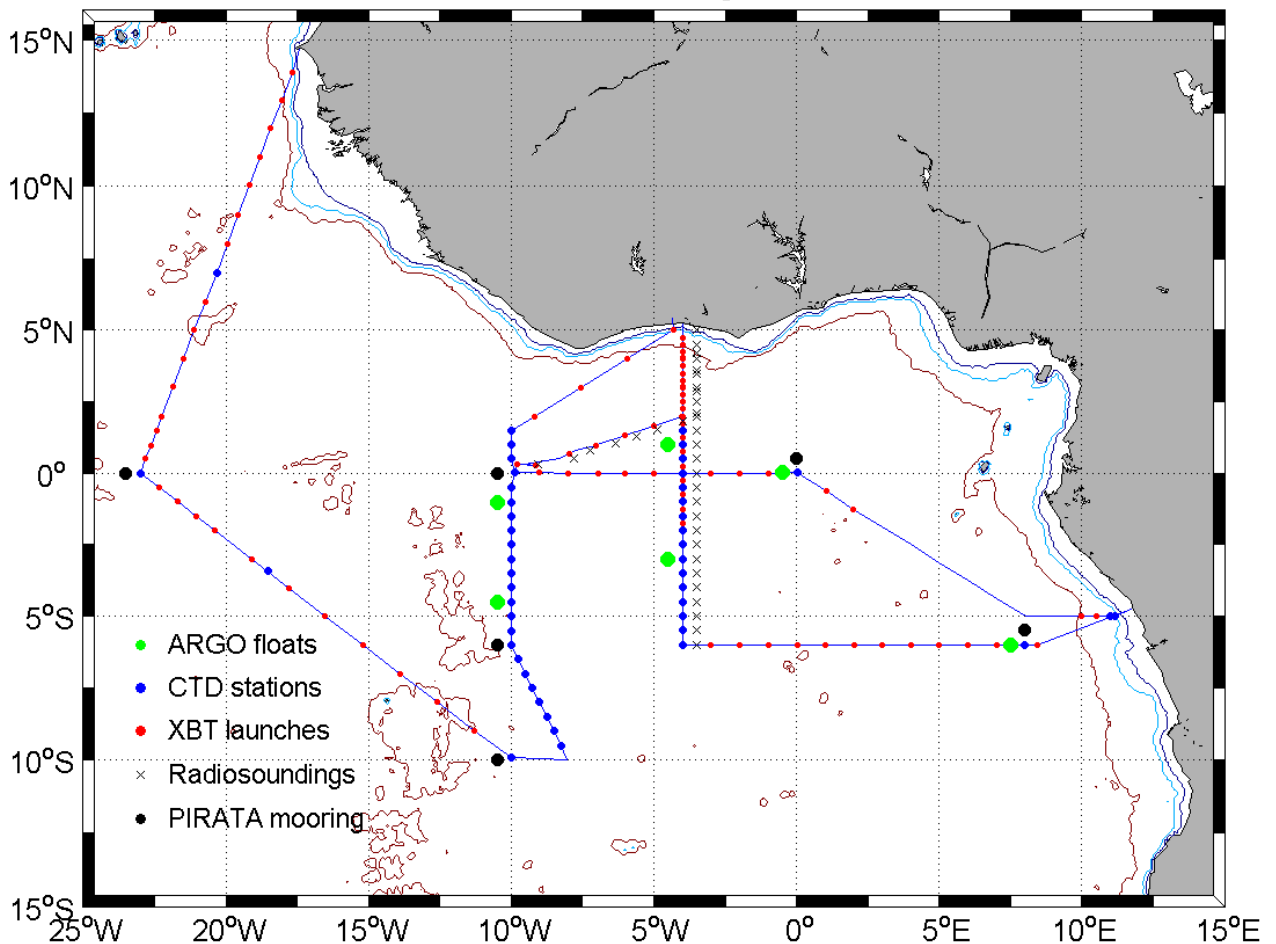 15°N
10°N
5°N
0°
5°S
10°S
15°S
ARGO floats
CTD stations
XBT launches
Radiosoundings
PIRATA mooring
25°W 20°W 15°W 10°W 5°W 0° 5°E 10°E 15°E